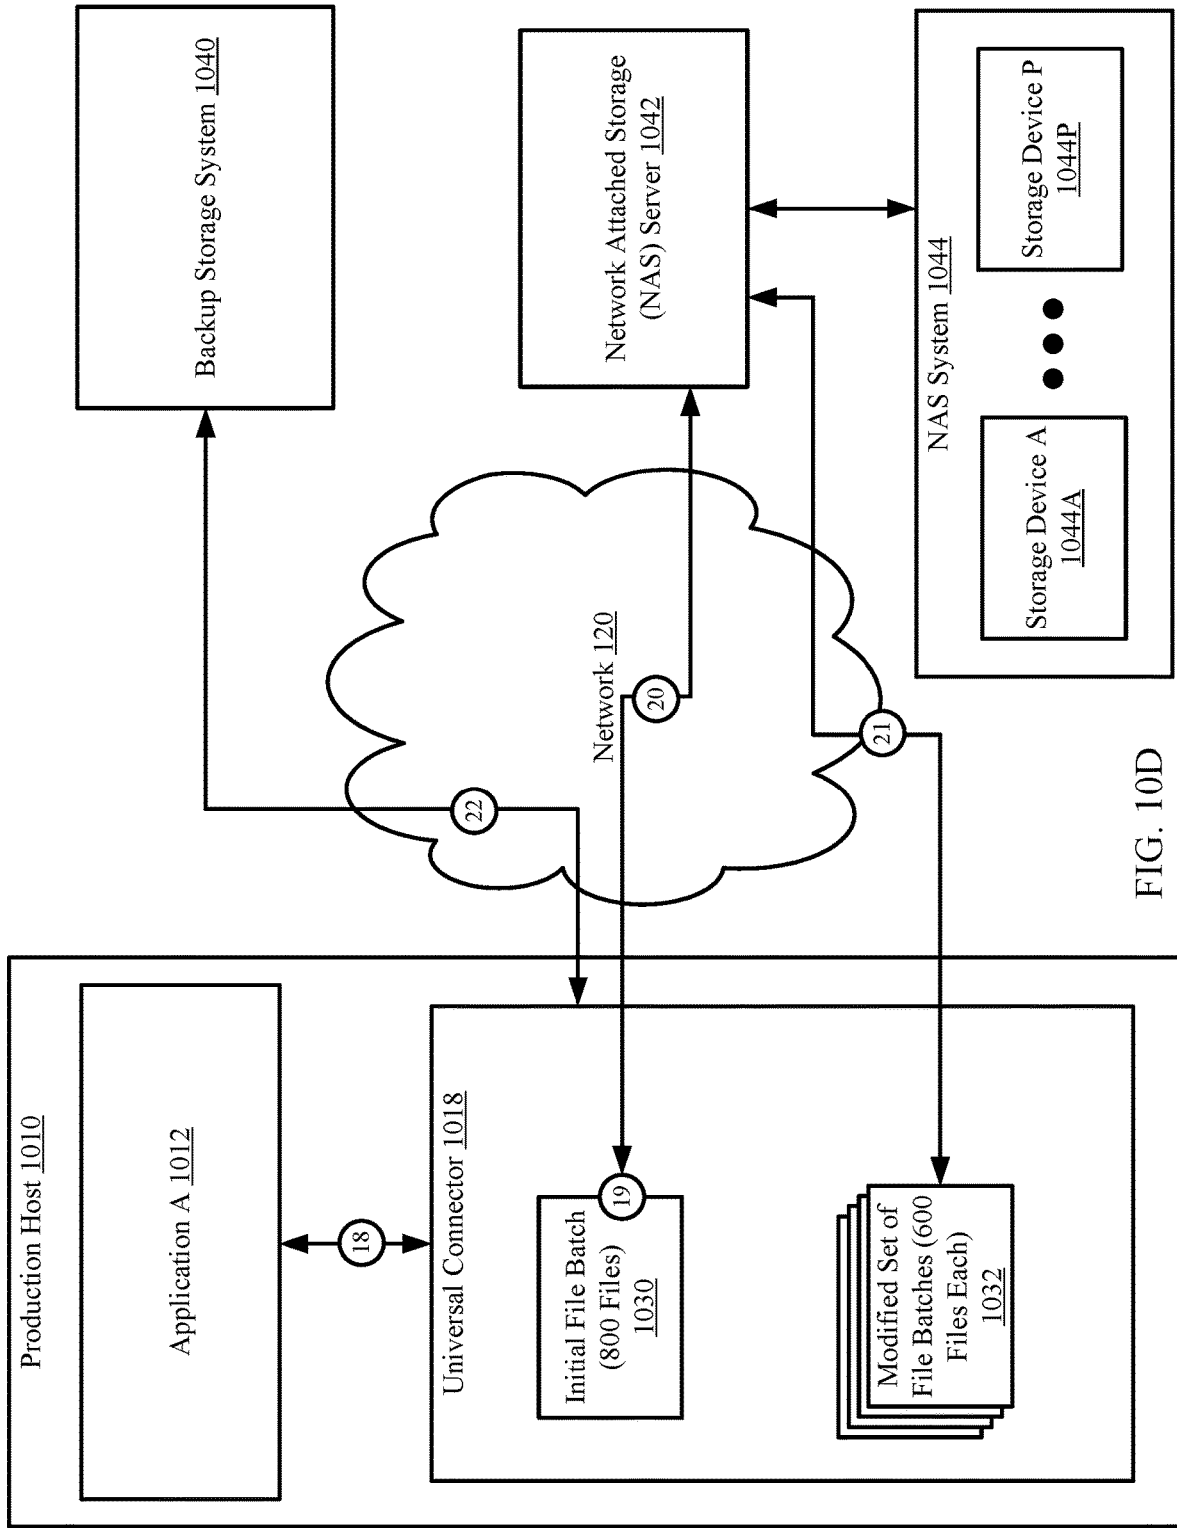 Production Host 1010
Application A 1012
18
Universal Connector 1018
Initial File Batch
(800 Files)
1030
19
Modified Set of
File Batches (600
Files Each)
1032
22
Network 120
20
21
Backup Storage System 1040
Network Attached Storage
(NAS) Server 1042
NAS System 1044
Storage Device A
1044A
Storage Device P
1044P
FIG. 10D